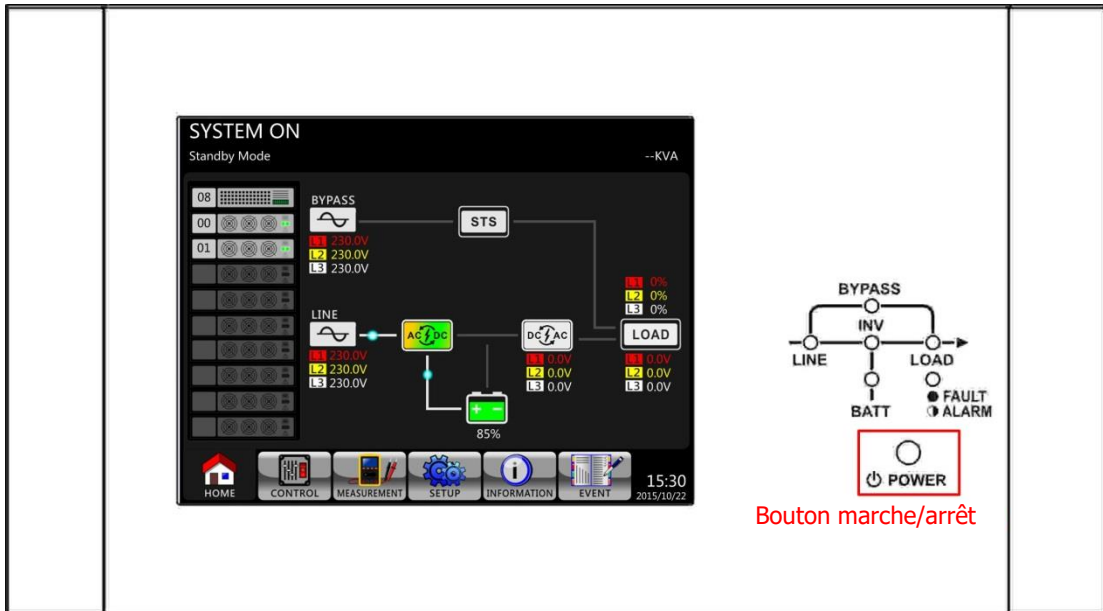 SYSTEM ON
Standby Mode
--KVA
08
00
01
BYPASS
L1 230.0V
L2 230.0V
L3 230.0V
STS
LINE
L1 230.0V
L2 230.0V
L3 230.0V
AC DC
DC AC
L1 0.0V
L2 0.0V
L3 0.0V
L1 0%
L2 0%
L3 0%
LOAD
L1 0.0V
L2 0.0V
L3 0.0V
+ -
85%
HOME
CONTROL
MEASUREMENT
SETUP
INFORMATION
EVENT
15:30
2015/10/22
BYPASS
INV
LINE
LOAD
BATT
FAULT
ALARM
POWER
Bouton marche/arrêt